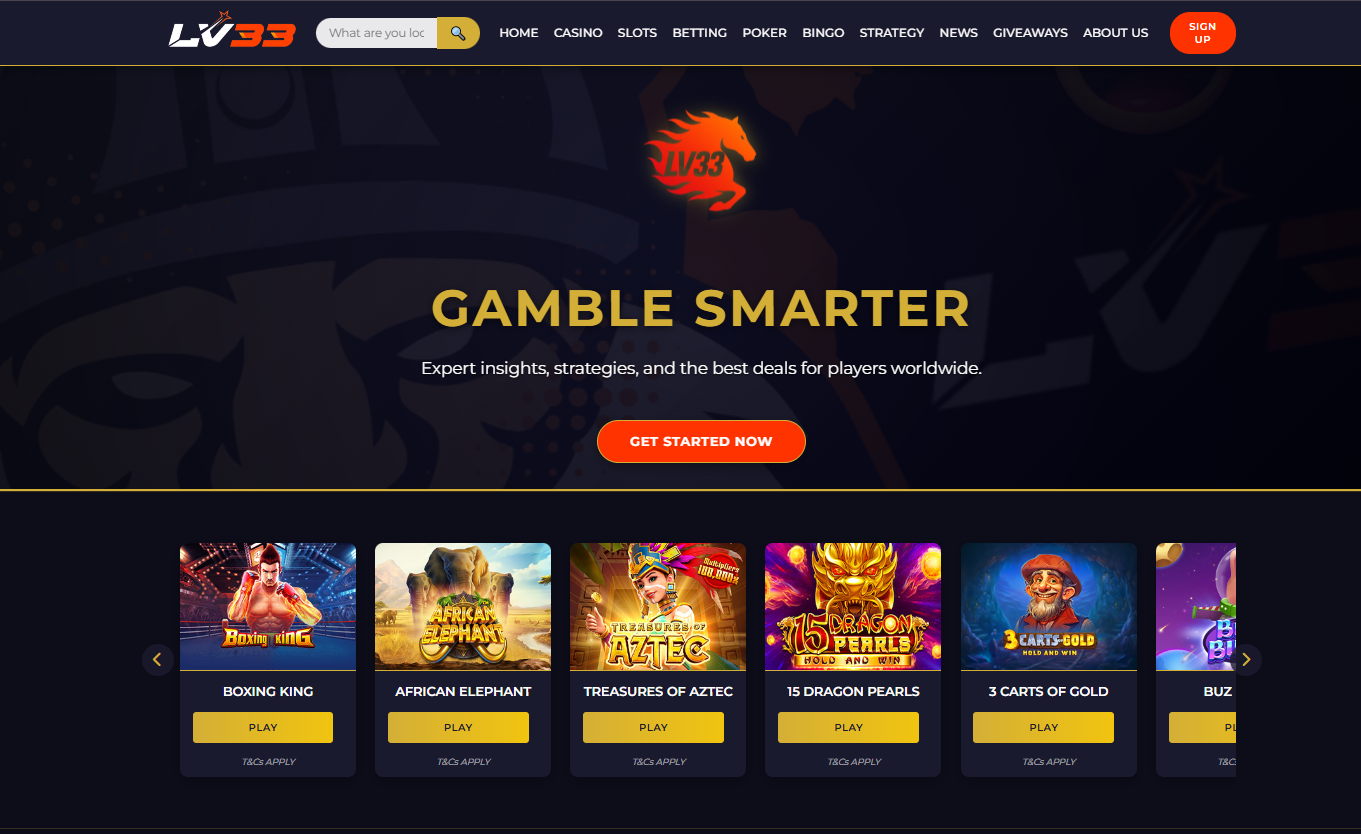 LV33
What are you loc
HOME
CASINO
SLOTS
BETTING
POKER
BINGO
STRATEGY
NEWS
GIVEAWAYS
ABOUT US
SIGN
UP
LV33
GAMBLE SMARTER
Expert insights, strategies, and the best deals for players worldwide.
GET STARTED NOW
BOXING KING
AFRICAN
ELEPHANT
Multipliers
100,000x
TREASURES OF
AZTEC
15 DRAGON
PEARLS
HOLD AND WIN
3 CARTS OF GOLD
HOLD AND WIN
BOXING KING
AFRICAN ELEPHANT
TREASURES OF AZTEC
15 DRAGON PEARLS
3 CARTS OF GOLD
BUZ
PLAY
PLAY
PLAY
PLAY
PLAY
PL
T&Cs APPLY
T&Cs APPLY
T&Cs APPLY
T&Cs APPLY
T&Cs APPLY
T&C